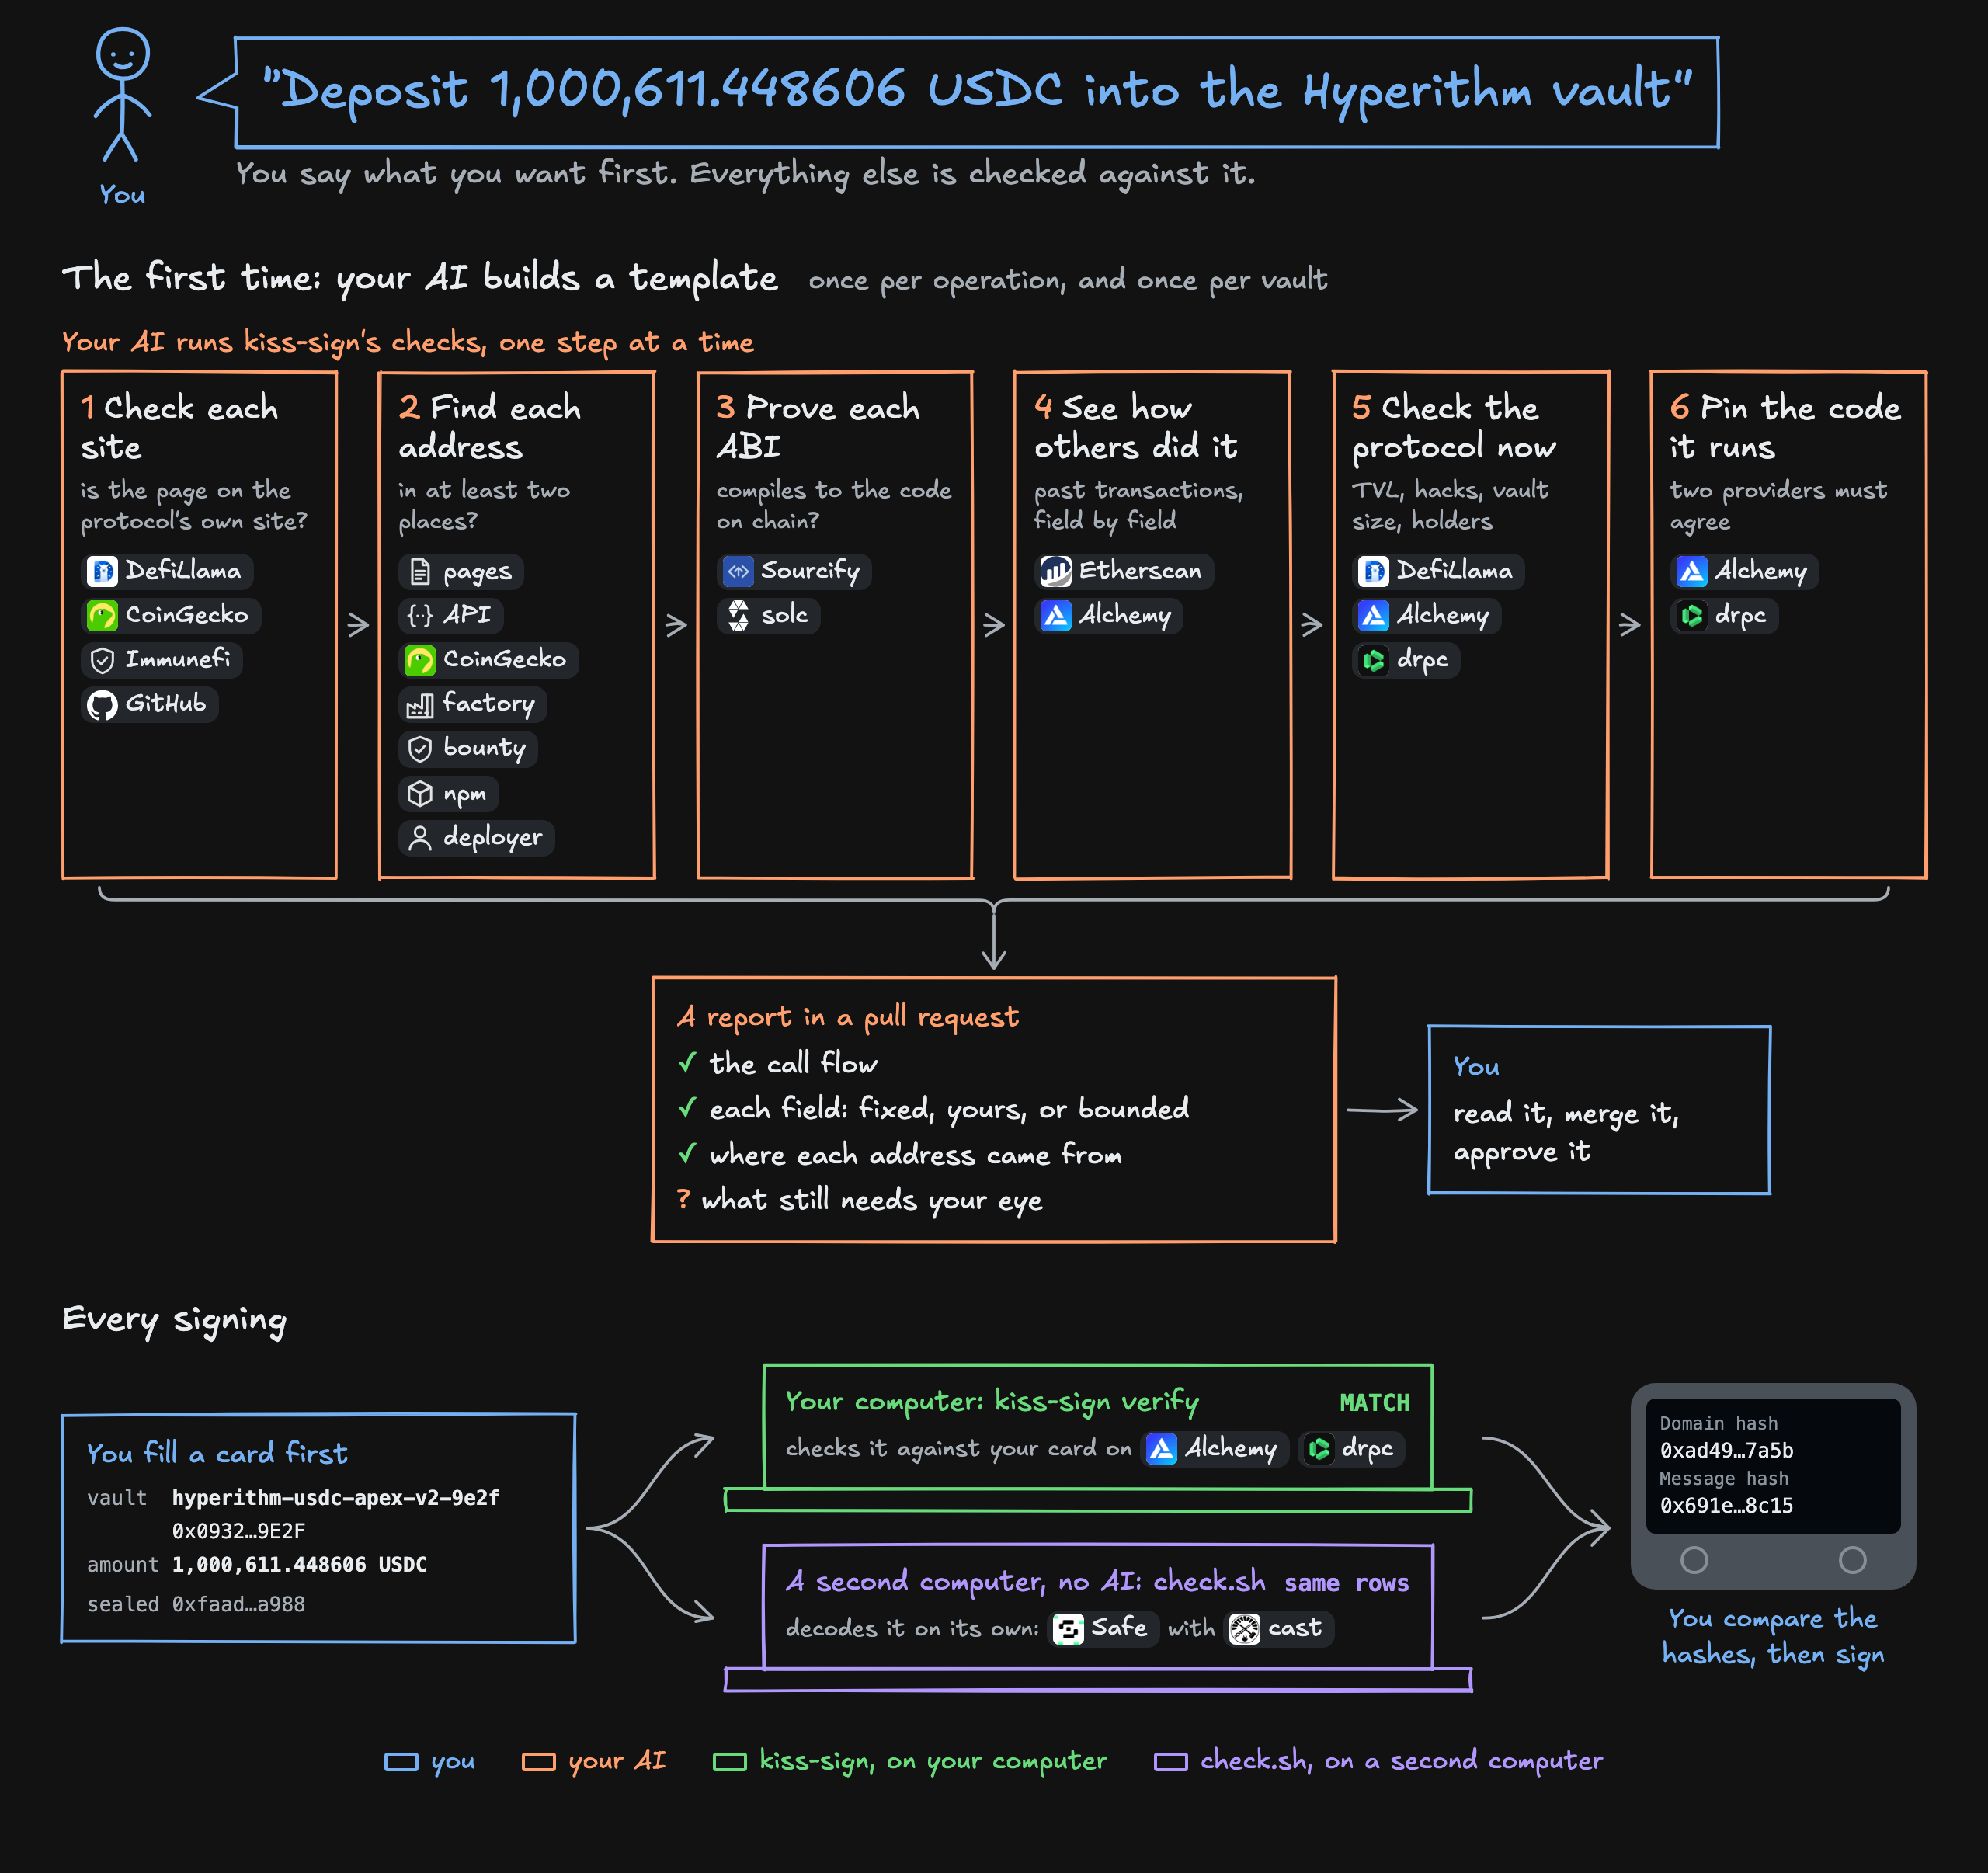 "Deposit 1,000,611.448606 USDC into the Hyperithm vault"
You
You say what you want first. Everything else is checked against it.
The first time: your AI builds a template once per operation, and once per vault
Your AI runs kiss-sign's checks, one step at a time
1 Check each
site
is the page on the
protocol's own site?
DefiLlama
CoinGecko
Immunefi
GitHub
2 Find each
address
in at least two
places?
pages
API
CoinGecko
factory
bounty
npm
deployer
3 Prove each
ABI
compiles to the code
on chain?
Sourcify
solc
4 See how
others did it
past transactions,
field by field
Etherscan
Alchemy
5 Check the
protocol now
TVL, hacks, vault
size, holders
DefiLlama
Alchemy
drpc
6 Pin the code
it runs
two providers must
agree
Alchemy
drpc
A report in a pull request
✓ the call flow
✓ each field: fixed, yours, or bounded
✓ where each address came from
? what still needs your eye
You
read it, merge it,
approve it
Every signing
You fill a card first
vault hyperithm-usdc-apex-v2-9e2f
0x0932…9E2F
amount 1,000,611.448606 USDC
sealed 0xfaad…a988
Your computer: kiss-sign verify MATCH
checks it against your card on Alchemy drpc
A second computer, no AI: check.sh same rows
decodes it on its own: Safe with cast
Domain hash
0xad49…7a5b
Message hash
0x691e…8c15
You compare the
hashes, then sign
you your AI kiss-sign, on your computer check.sh, on a second computer